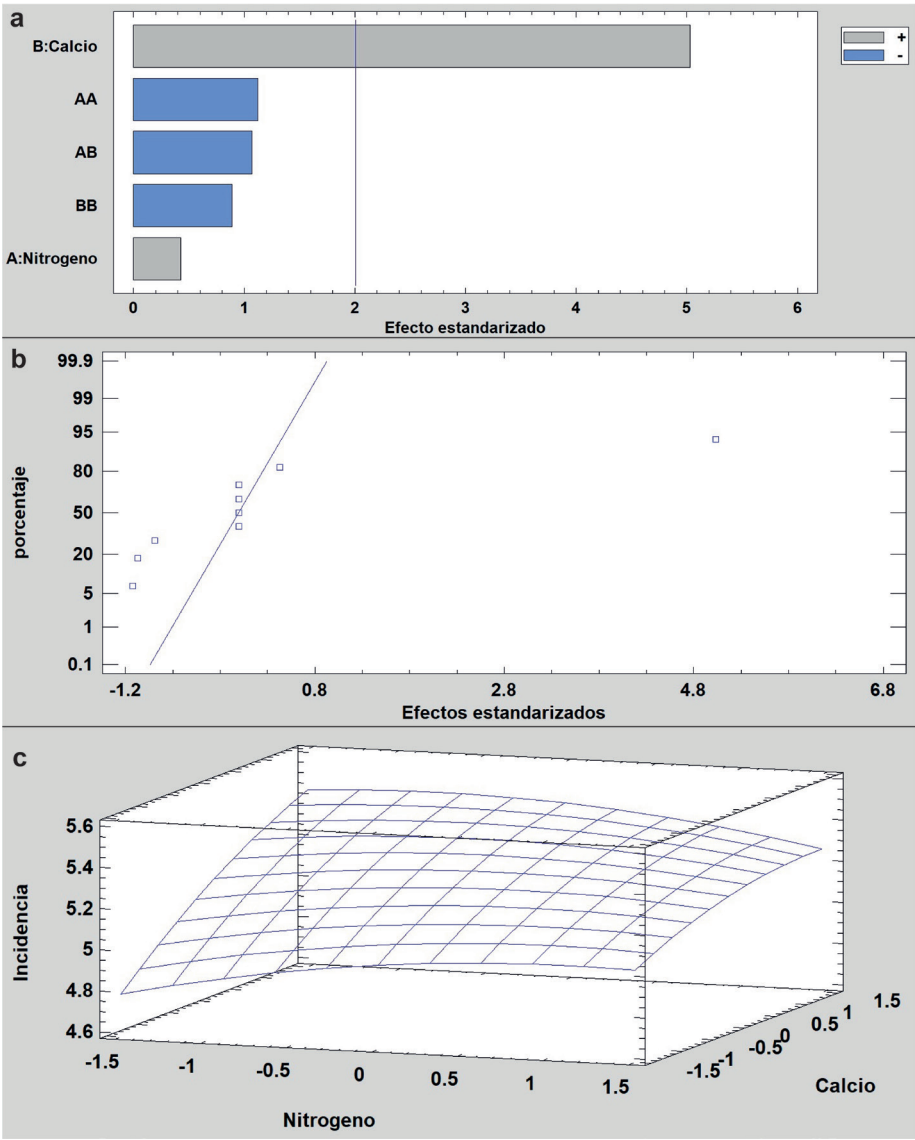 a
B:Calcio
AA
AB
BB
A:Nitrogeno
0 1 2 3 4 5 6
Efecto estandarizado
+
-
b
porcentaje
99.9
99
95
80
50
20
5
1
0.1
-1.2 0.8 2.8 4.8 6.8
Efectos estandarizados
c
Incidencia
5.6
5.4
5.2
5
4.8
4.6
-1.5 -1 -0.5 0 0.5 1 1.5
Nitrogeno
-1.5 -1 -0.5 0 0.5 1 1.5
Calcio